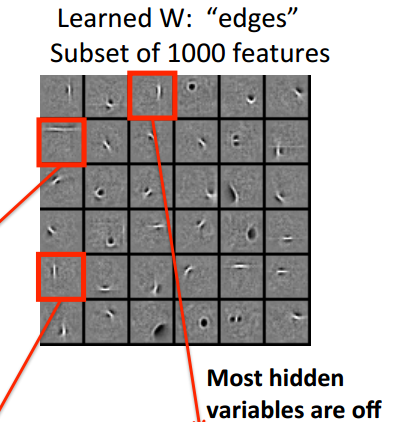 Learned W: “edges”
Subset of 1000 features
Most hidden
variables are off